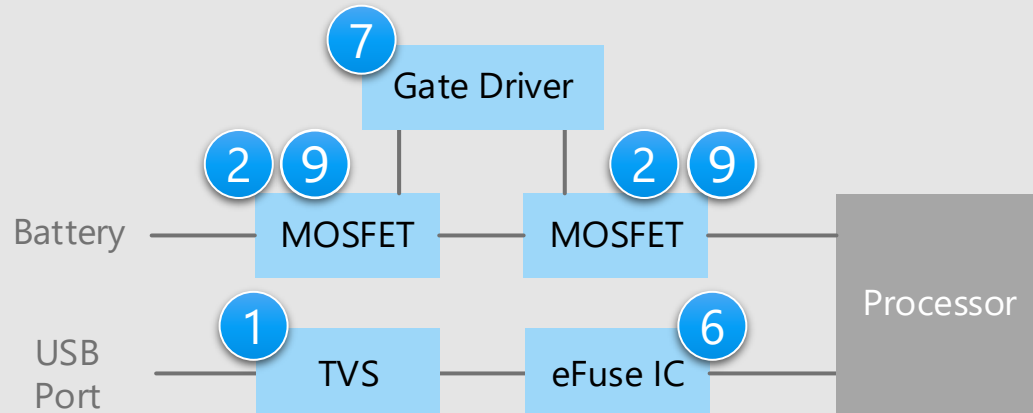 7
Gate Driver
2 9 2 9
Battery MOSFET MOSFET
Processor
1 6
USB
Port
TVS eFuse IC